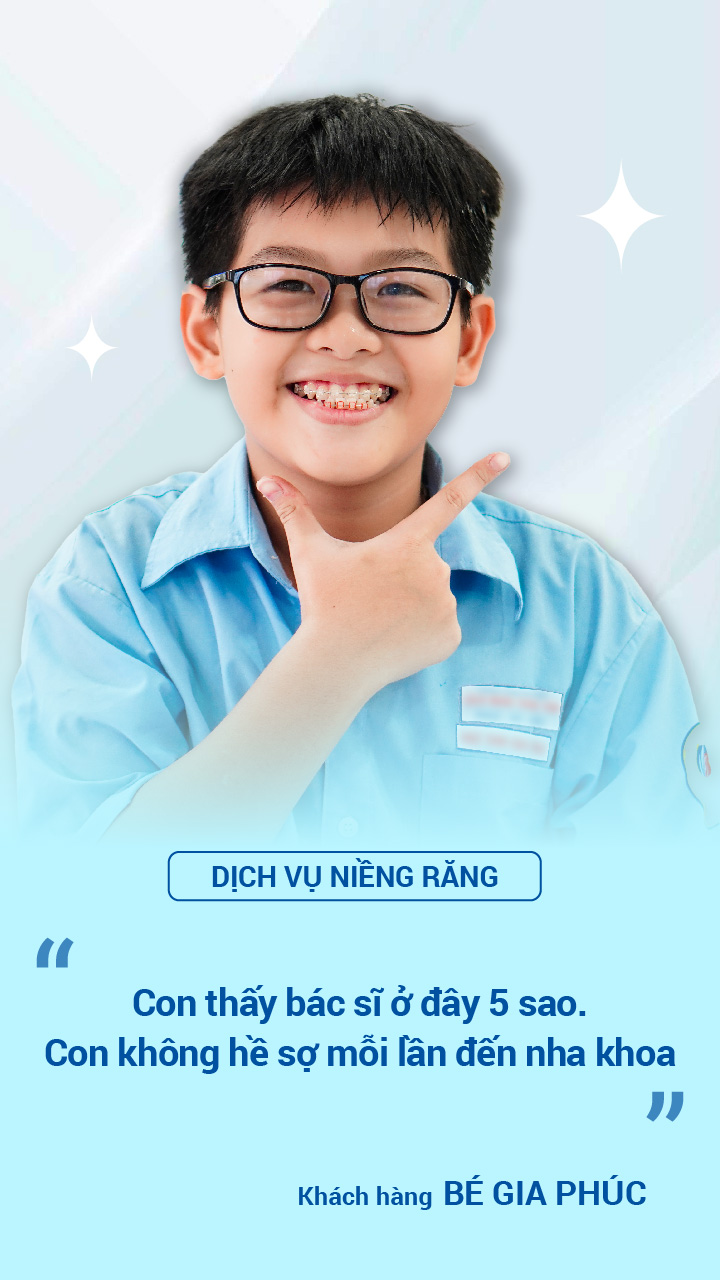 DỊCH VỤ NIỀNG RĂNG
“
Con thấy bác sĩ ở đây 5 sao.
Con không hề sợ mỗi lần đến nha khoa
”
Khách hàng BÉ GIA PHÚC